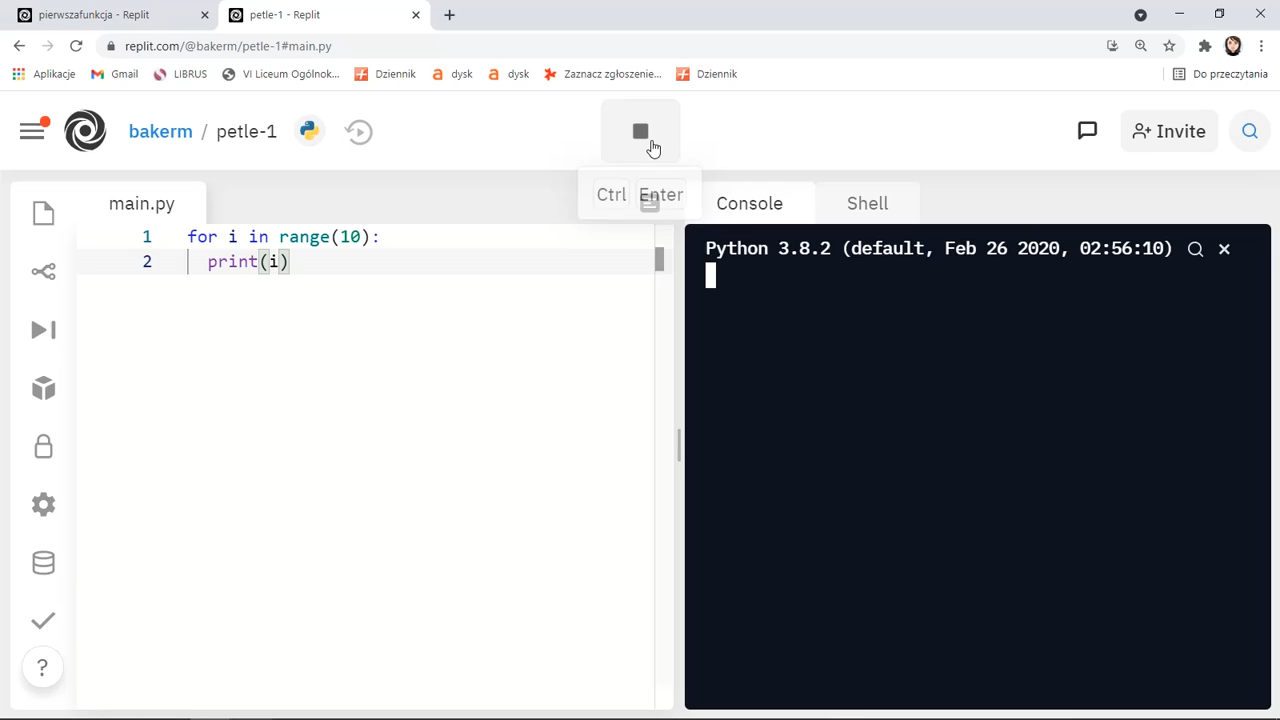 pierwszafunkcja - Replit
petle-1 - Replit
replit.com/@bakerm/petle-1#main.py
Aplikacje
Gmail
LIBRUS
VI Liceum Ogólnok...
Dziennik
dysk
dysk
Zaznacz zgłoszenie...
Dziennik
Do przeczytania
bakerm / petle-1
Invite
Ctrl Enter
main.py
Console
Shell
1 for i in range(10):
2 print(i)
Python 3.8.2 (default, Feb 26 2020, 02:56:10)
?